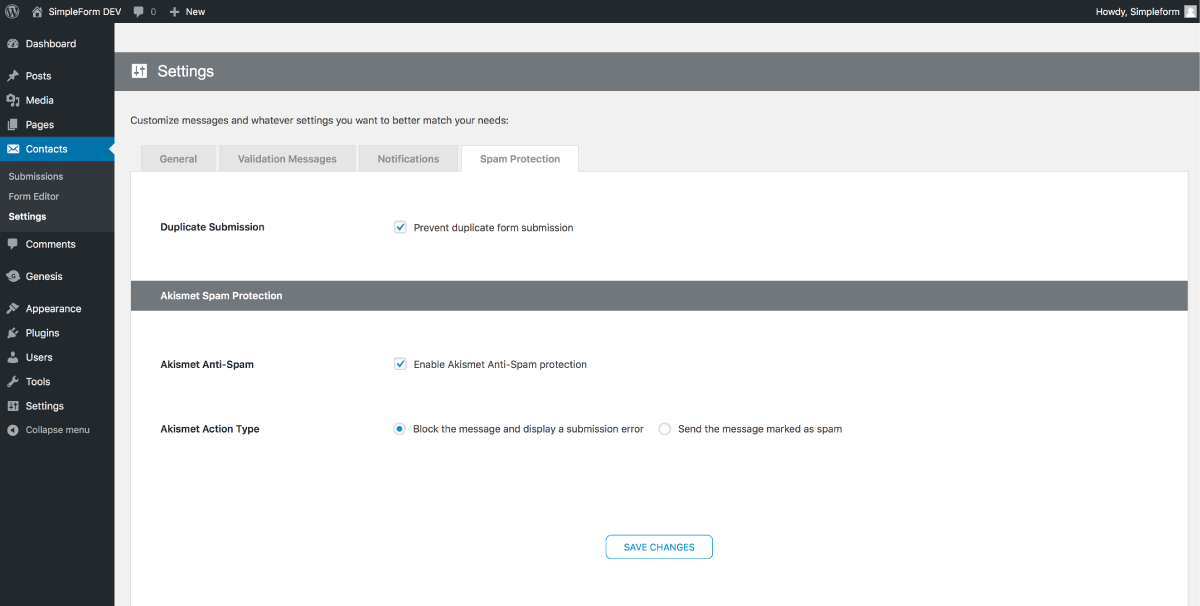 SimpleForm DEV 0 New Howdy, Simpleform
Dashboard
Posts
Media
Pages
Contacts
Submissions
Form Editor
Settings
Comments
Genesis
Appearance
Plugins
Users
Tools
Settings
Collapse menu
Settings
Customize messages and whatever settings you want to better match your needs:
General Validation Messages Notifications Spam Protection
Duplicate Submission Prevent duplicate form submission
Akismet Spam Protection
Akismet Anti-Spam Enable Akismet Anti-Spam protection
Akismet Action Type Block the message and display a submission error Send the message marked as spam
SAVE CHANGES